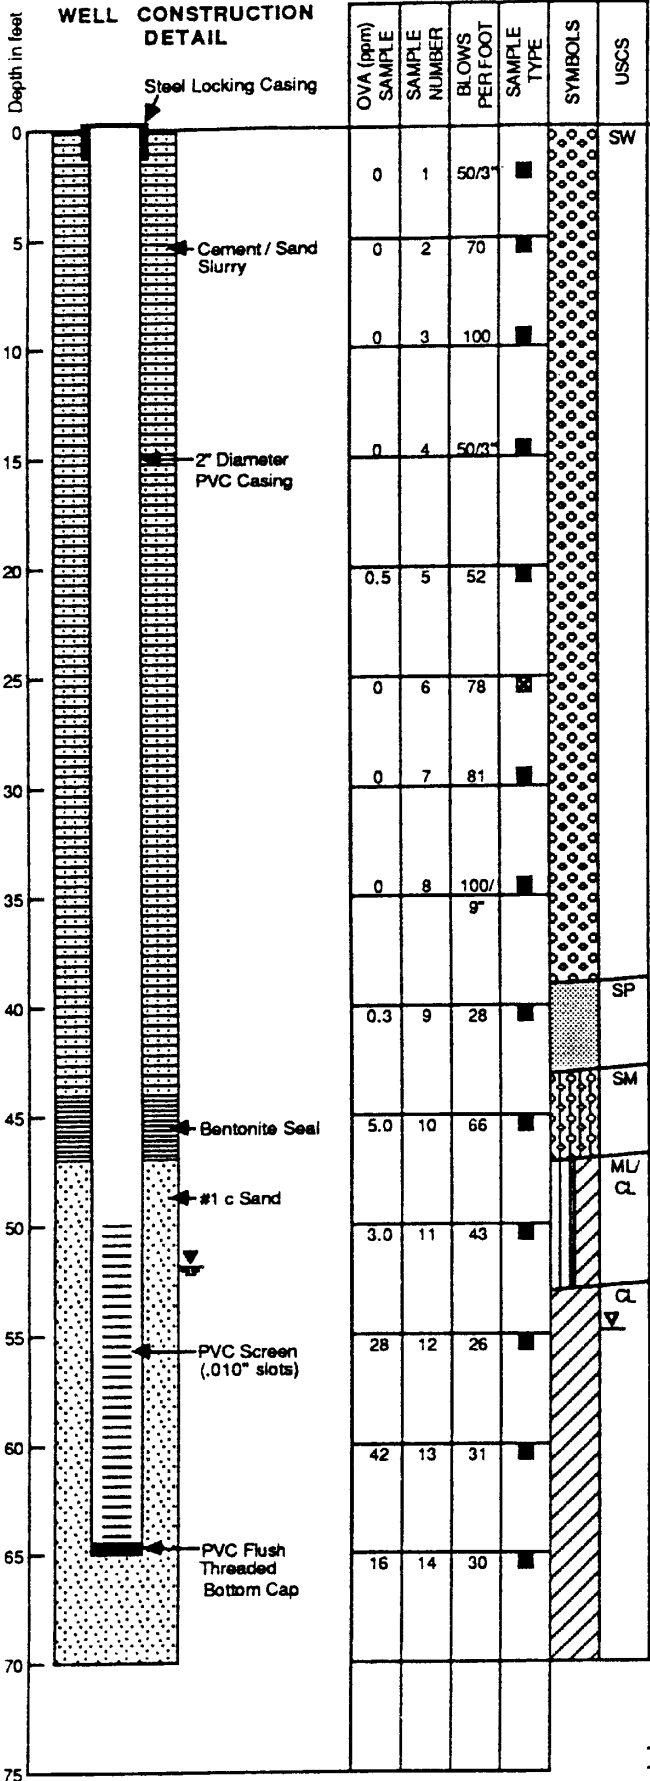 WELL CONSTRUCTION
DETAIL
Depth in feet
OVA (ppm)
SAMPLE
SAMPLE
NUMBER
BLOWS
PER FOOT
SAMPLE
TYPE
SYMBOLS
USCS
Steel Locking Casing
0
SW
0 1 50/3"
5
Cement / Sand
Slurry
0 2 70
10
0 3 100
15
2" Diameter
PVC Casing
0 4 50/3"
20
0.5 5 52
25
0 6 78
30
0 7 81
35
0 8 100/
9"
SP
40
0.3 9 28
SM
45
Bentonite Seal
5.0 10 66
ML/
CL
#1 c Sand
50
3.0 11 43
CL
55
PVC Screen
(.010" slots)
28 12 26
60
42 13 31
65
PVC Flush
Threaded
Bottom Cap
16 14 30
70
75